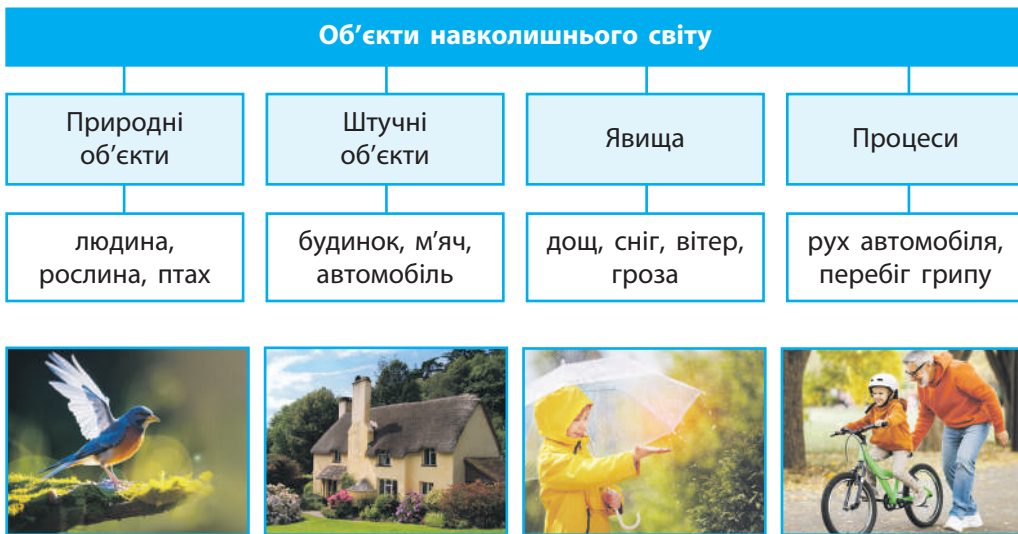 Об’єкти навколишнього світу
Природні
об’єкти
Штучні
об’єкти
Явища
Процеси
людина,
рослина, птах
будинок, м’яч,
автомобіль
дощ, сніг, вітер,
гроза
рух автомобіля,
перебіг грипу